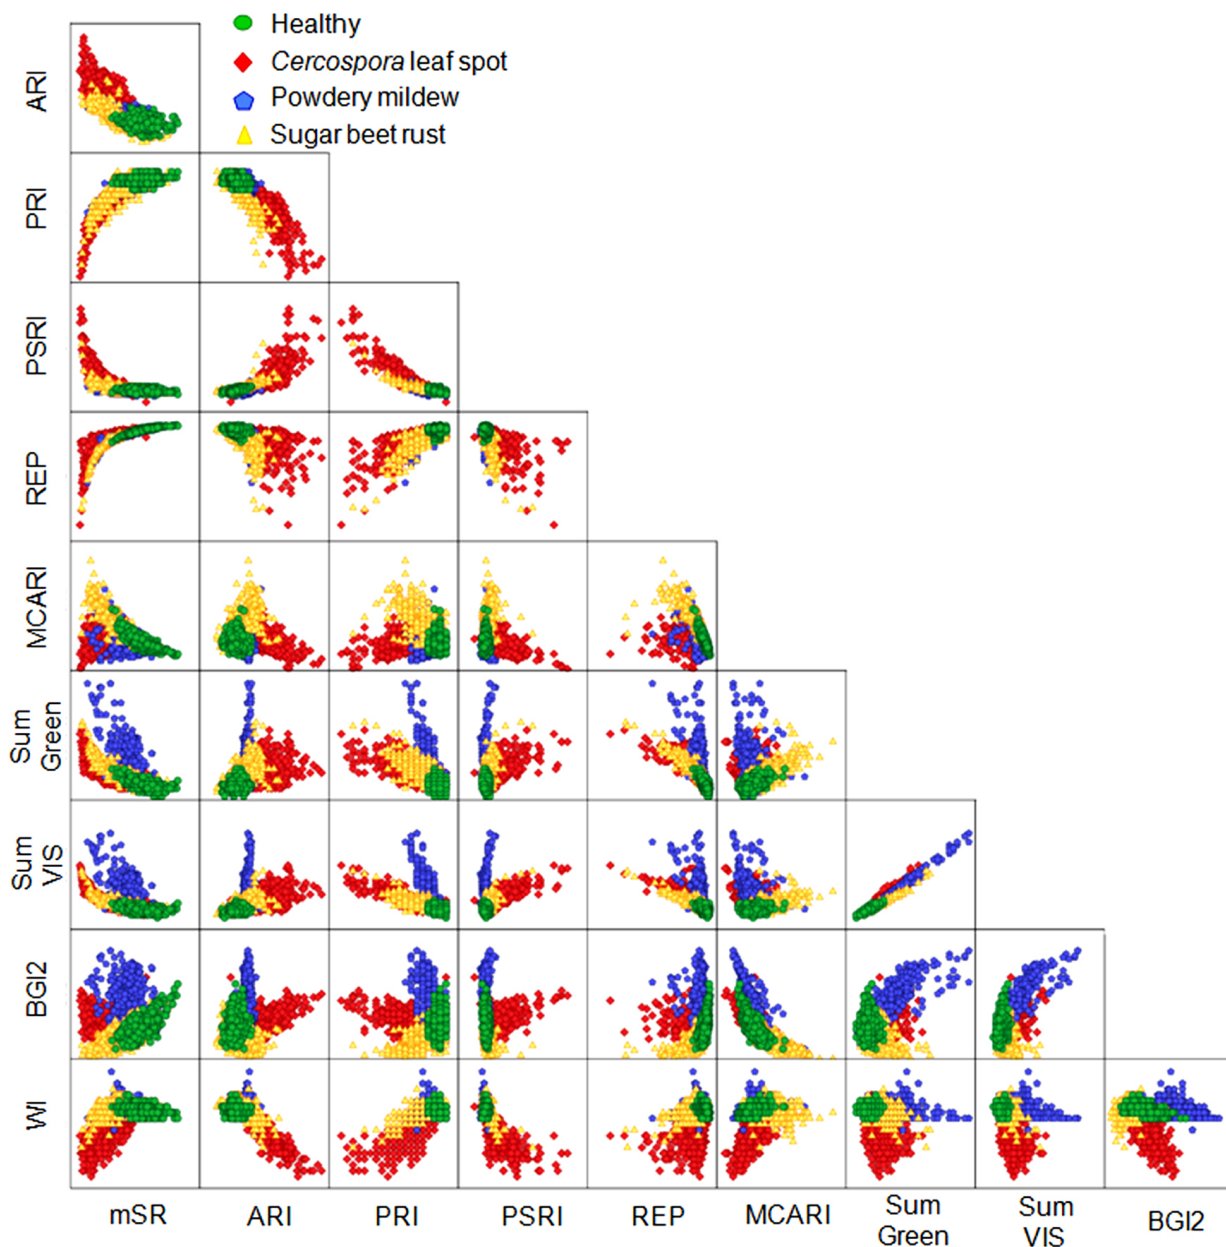 Healthy
Cercospora leaf spot
Powdery mildew
Sugar beet rust
ARI
PRI
PSRI
REP
MCARI
Sum
Green
Sum
VIS
BGI2
WI
mSR
ARI
PRI
PSRI
REP
MCARI
Sum
Green
Sum
VIS
BGI2